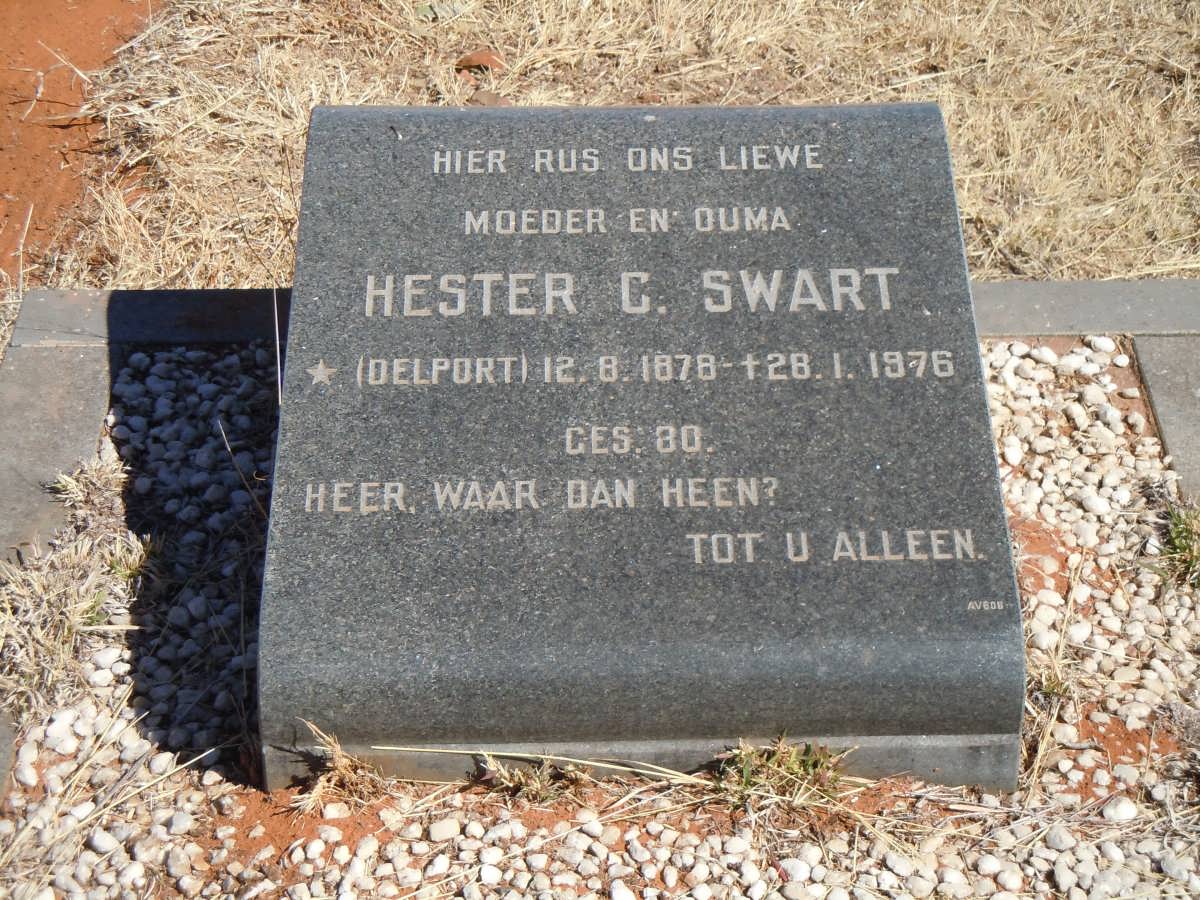 HIER RUS ONS LIEWE
MOEDER EN OUMA
HESTER C. SWART
★ (DELPORT) 12. 8. 1878 - †28. 1. 1976
GES. 80.
HEER, WAAR DAN HEEN?
TOT U ALLEEN.
AVBOB